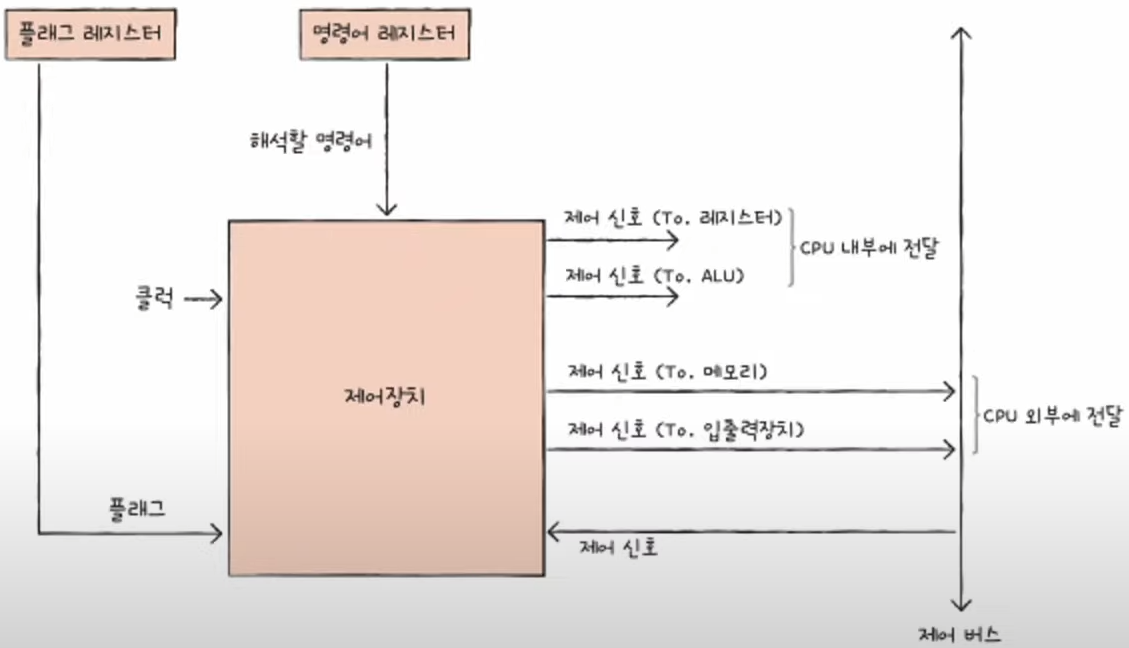 플래그 레지스터
명령어 레지스터
해석할 명령어
제어 신호 (To. 레지스터)
CPU 내부에 전달
제어 신호 (To. ALU)
클럭
제어장치
제어 신호 (To. 메모리)
CPU 외부에 전달
제어 신호 (To. 입출력장치)
플래그
제어 신호
제어 버스